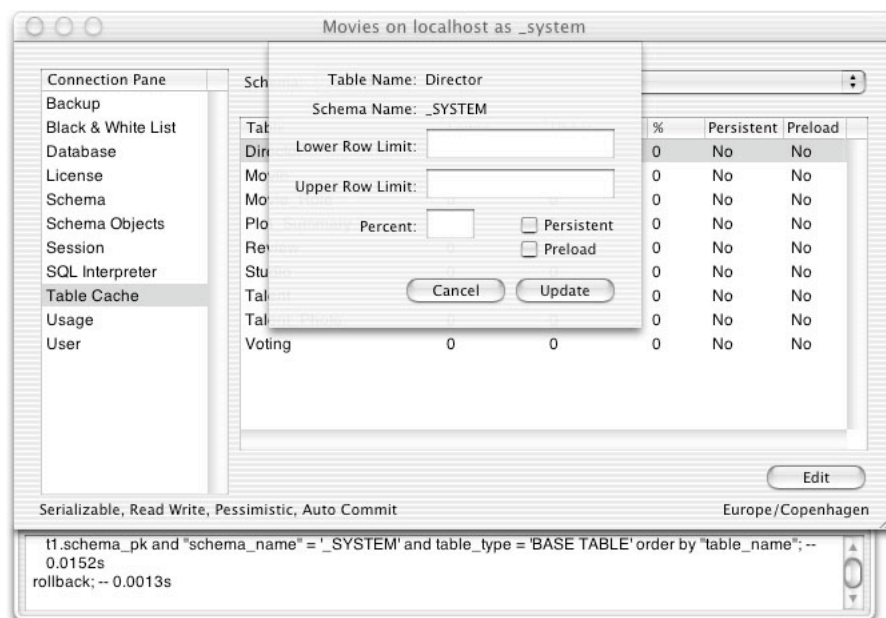 Movies on localhost as _system
Connection Pane
Backup
Black & White List
Database
License
Schema
Schema Objects
Session
SQL Interpreter
Table Cache
Usage
User
Table Name: Director
Schema Name: _SYSTEM
Lower Row Limit:
Upper Row Limit:
Percent:
Persistent
Preload
Cancel Update
% Persistent Preload
0 No No
0 No No
0 No No
0 No No
0 No No
0 No No
0 No No
0 No No
Voting 0 0 0 No No
Edit
Serializable, Read Write, Pessimistic, Auto Commit Europe/Copenhagen
t1.schema_pk and "schema_name" = '_SYSTEM' and table_type = 'BASE TABLE' order by "table_name"; --
0.0152s
rollback; -- 0.0013s